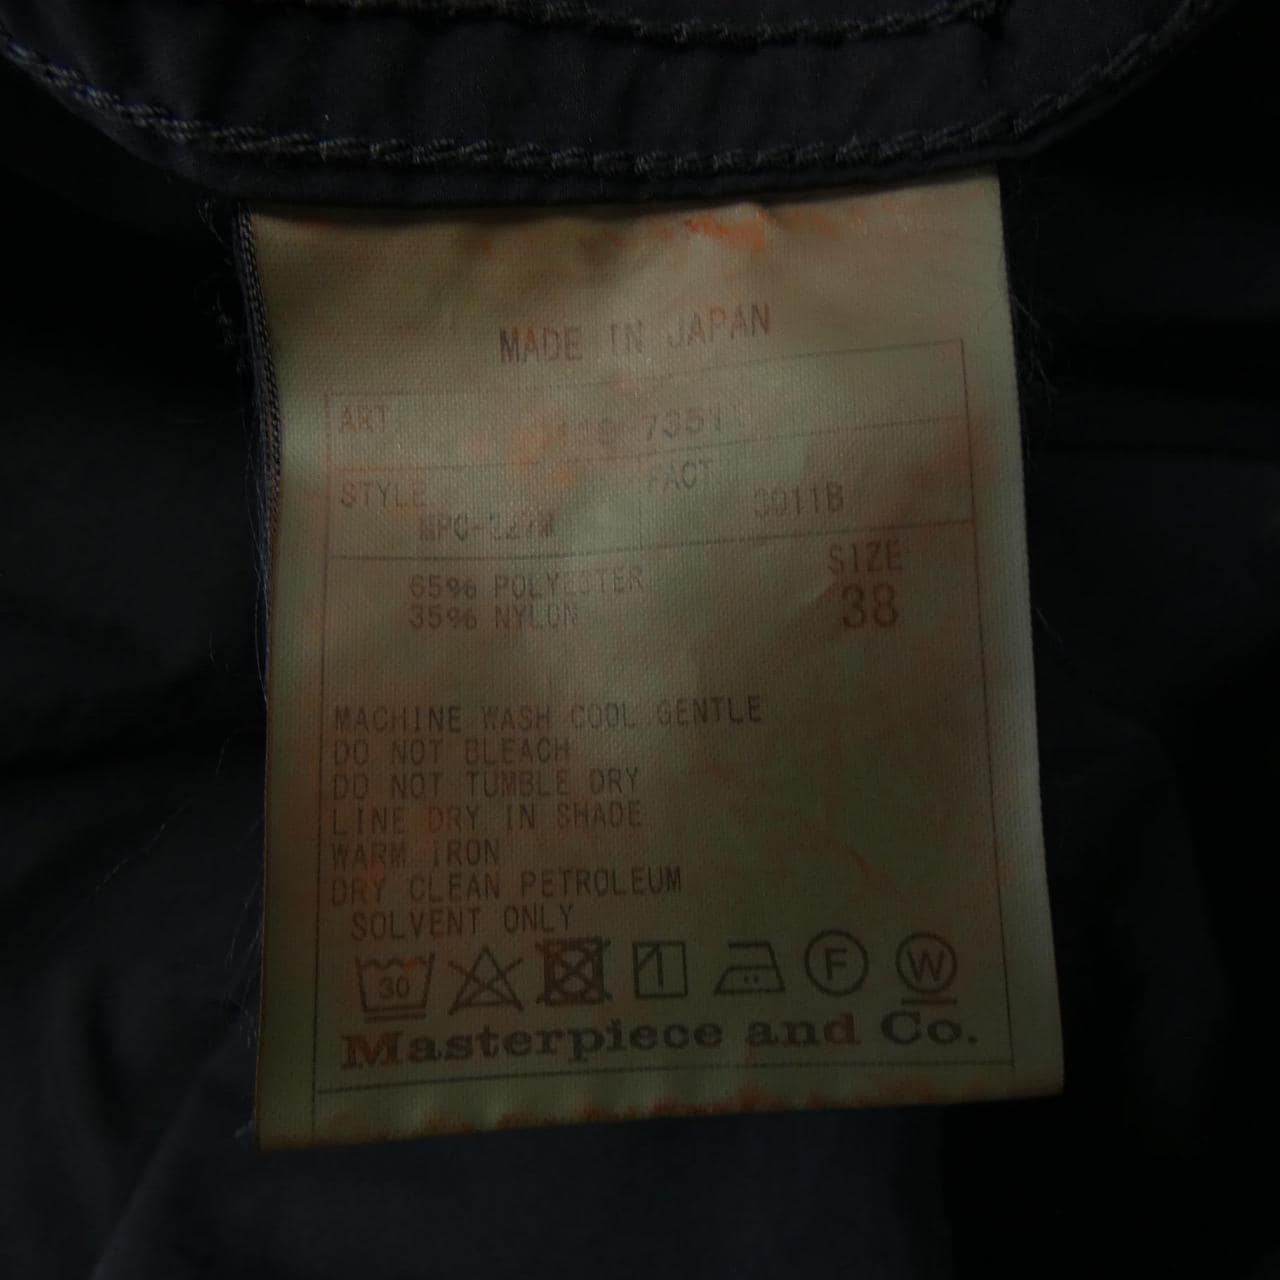 MADE IN JAPAN
ART 7351
STYLE FACT
3011B
65% POLYESTER SIZE
35% NYLON 38
MACHINE WASH COOL GENTLE
DO NOT BLEACH
DO NOT TUMBLE DRY
LINE DRY IN SHADE
WARM IRON
DRY CLEAN PETROLEUM
SOLVENT ONLY
30 F W
Masterpiece and Co.